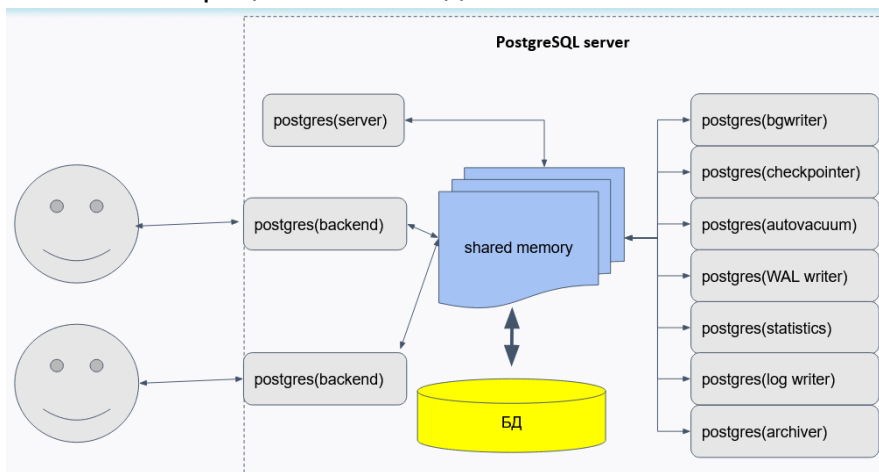 PostgreSQL server
postgres(server)
postgres(bgwriter)
postgres(checkpointer)
postgres(backend)
postgres(autovacuum)
shared memory
postgres(WAL writer)
postgres(statistics)
postgres(backend)
postgres(log writer)
БД
postgres(archiver)